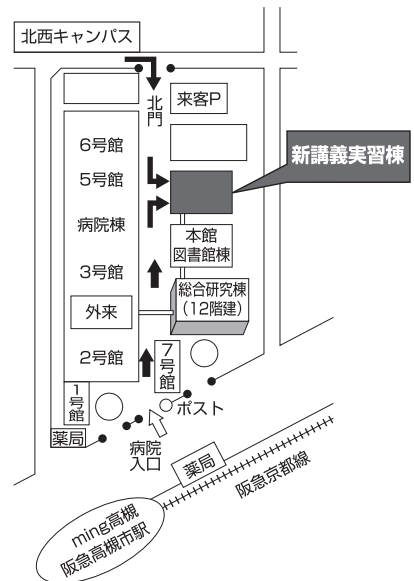 北西キャンパス
北門
来客P
6号館
5号館
新講義実習棟
病院棟
本館
図書館棟
3号館
総合研究棟
(12階建)
外来
2号館
7号館
1号館
ポスト
薬局
病院
入口
薬局
阪急京都線
ming高槻
阪急高槻市駅